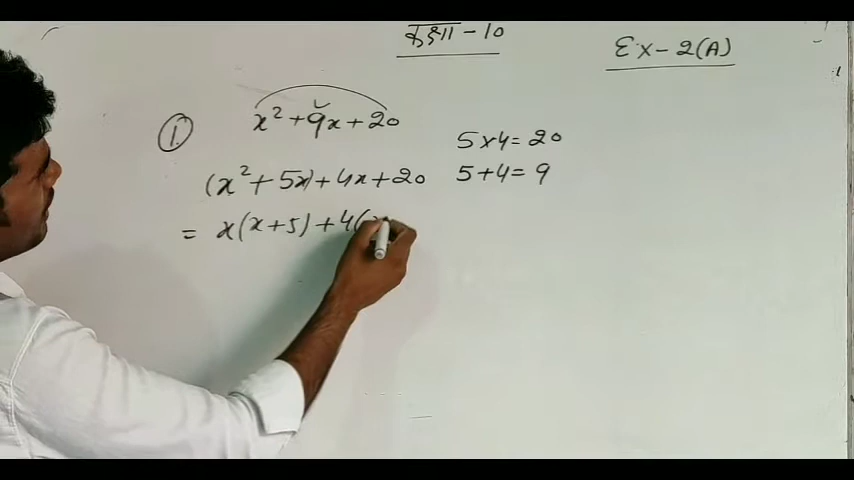 कक्षा - 10
Ex-2(A)
① x² + 9x + 20
5×4 = 20
(x² + 5x) + 4x + 20
5+4 = 9
= x(x+5) + 4(x